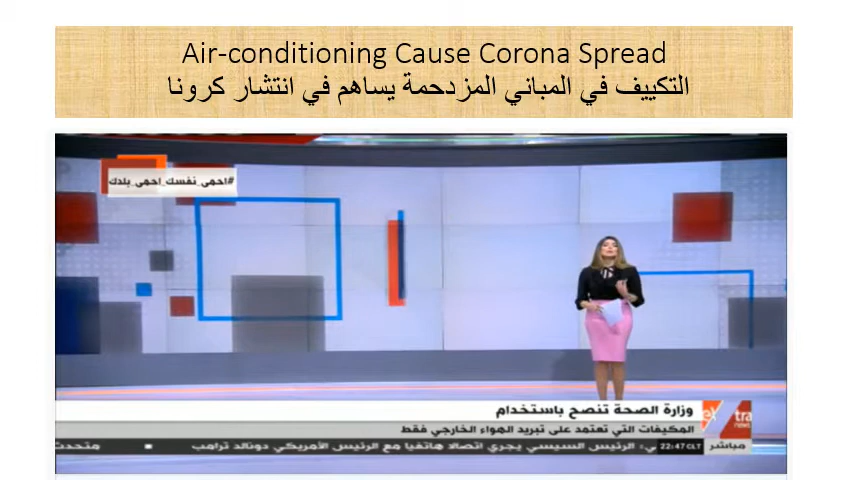 Air-conditioning Cause Corona Spread
التكييف في المباني المزدحمة يساهم في انتشار كرونا
#احمى_نفسك_احمى_بلدك
وزارة الصحة تنصح باستخدام
المكيفات التي تعتمد على تبريد الهواء الخارجي فقط
extra
news
مباشر
22:47 CLT
ي: الرئيس السيسي يجري اتصالا هاتفيا مع الرئيس الأمريكي دونالد ترامب ■ متحدث